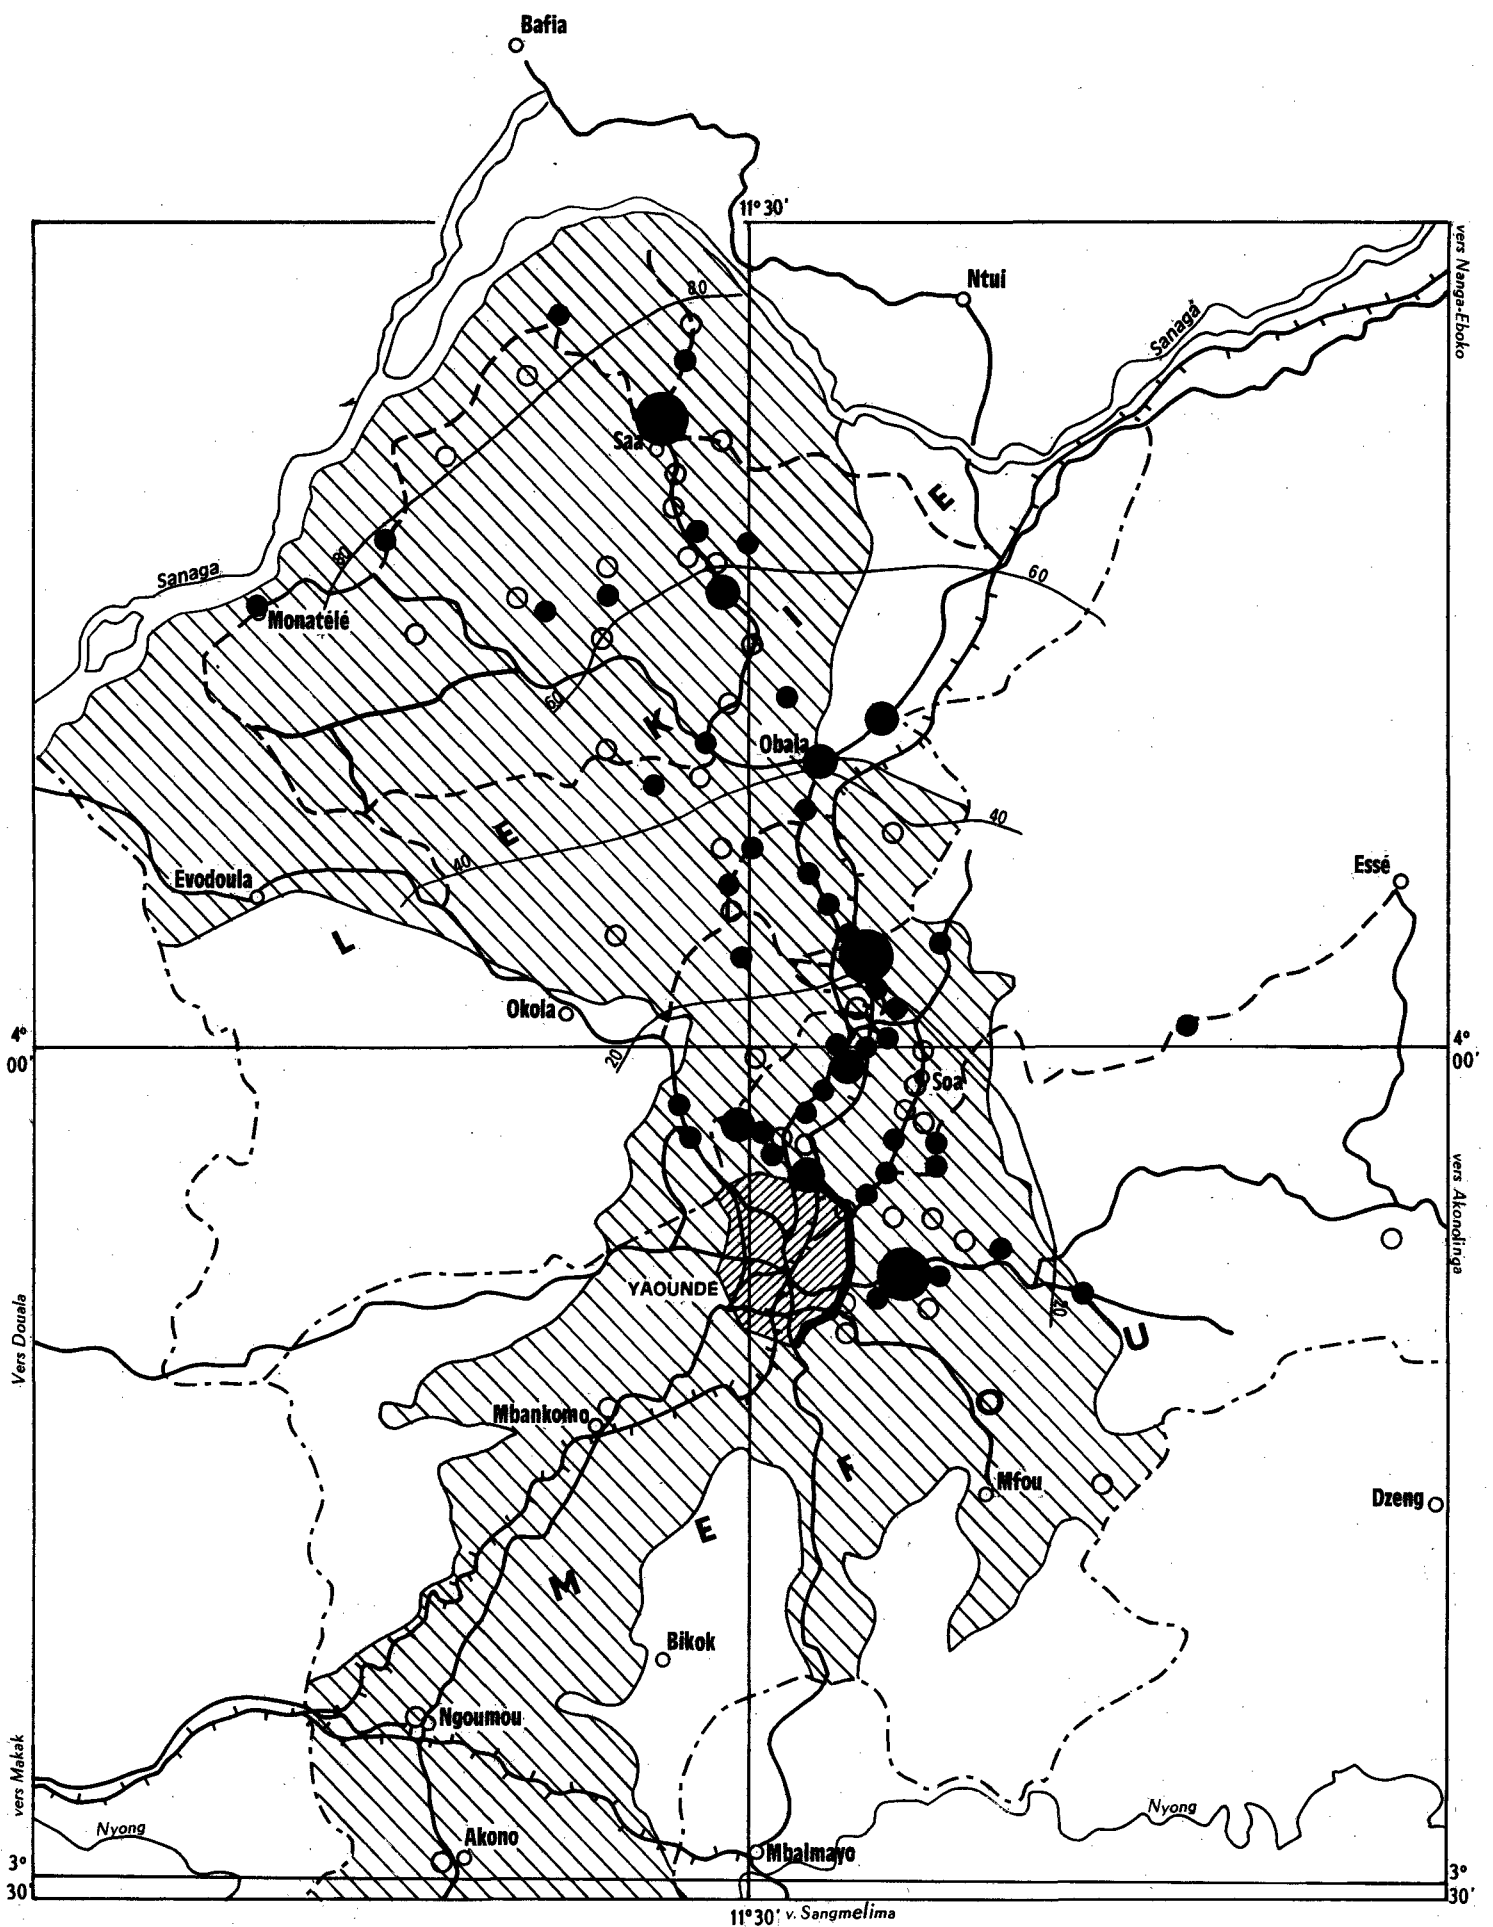 Bafia
11° 30'
vers Nanga-Eboko
Ntui
80
Sanaga
Saa
E
80
60
Sanaga
Monatélé
I
60
K
Obala
40
E
40
Essé
Evodoula
L
Okola
4°
00'
4°
00'
20
Soa
vers Akonolinga
YAOUNDE
20
U
Vers Douala
O
Mbankomo
F
Mfou
Dzeng
E
M
Bikok
Ngoumou
vers Makak
Nyong
Nyong
Akono
Mbalmayo
3°
30'
3°
30'
11° 30'
v. Sangmelima